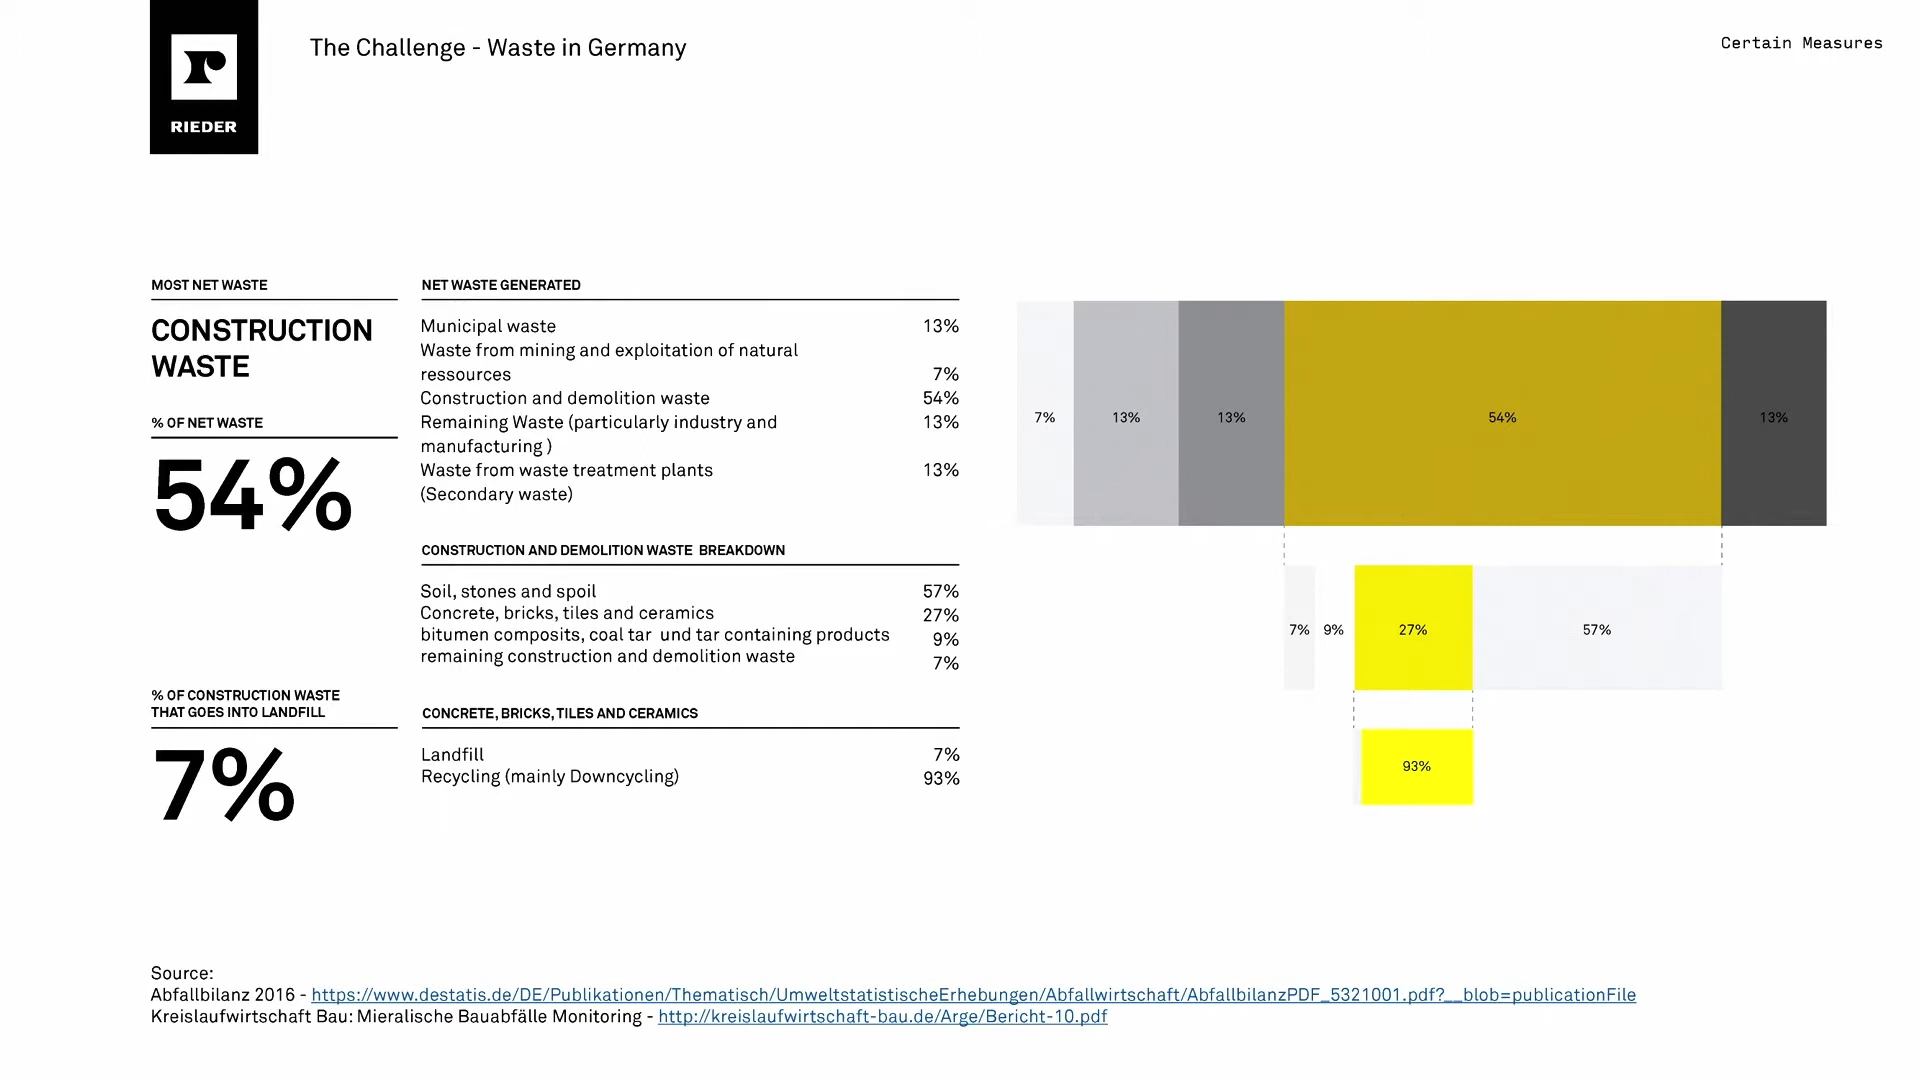 r
RIEDER
The Challenge - Waste in Germany
Certain Measures
MOST NET WASTE
CONSTRUCTION
WASTE
% OF NET WASTE
54%
% OF CONSTRUCTION WASTE
THAT GOES INTO LANDFILL
7%
NET WASTE GENERATED
Municipal waste 13%
Waste from mining and exploitation of natural
ressources 7%
Construction and demolition waste 54%
Remaining Waste (particularly industry and 13%
manufacturing )
Waste from waste treatment plants 13%
(Secondary waste)
CONSTRUCTION AND DEMOLITION WASTE BREAKDOWN
Soil, stones and spoil 57%
Concrete, bricks, tiles and ceramics 27%
bitumen composits, coal tar und tar containing products 9%
remaining construction and demolition waste 7%
CONCRETE, BRICKS, TILES AND CERAMICS
Landfill 7%
Recycling (mainly Downcycling) 93%
7% 13% 13% 54% 13%
7% 9% 27% 57%
93%
Source:
Abfallbilanz 2016 - https://www.destatis.de/DE/Publikationen/Thematisch/UmweltstatistischeErhebungen/Abfallwirtschaft/AbfallbilanzPDF_5321001.pdf?__blob=publicationFile
Kreislaufwirtschaft Bau: Mieralische Bauabfälle Monitoring - http://kreislaufwirtschaft-bau.de/Arge/Bericht-10.pdf